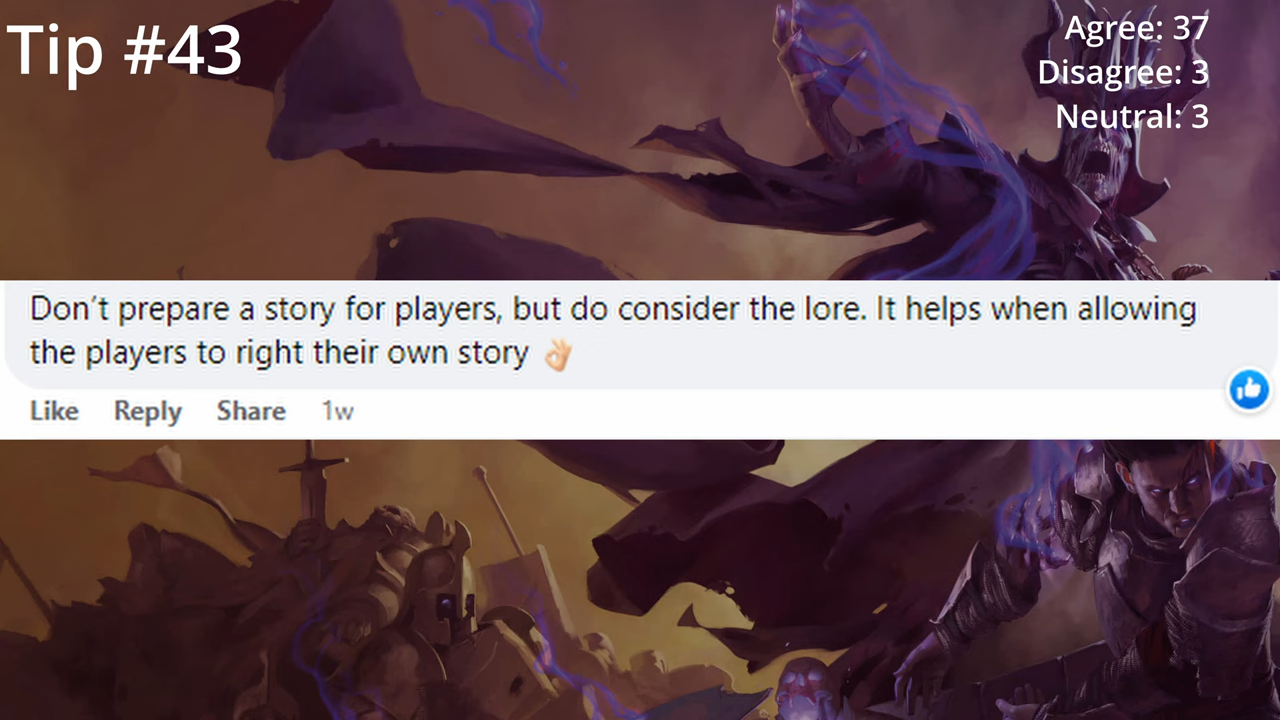 Tip #43
Agree: 37
Disagree: 3
Neutral: 3
Don't prepare a story for players, but do consider the lore. It helps when allowing
the players to right their own story 👌🏻
Like Reply Share 1w